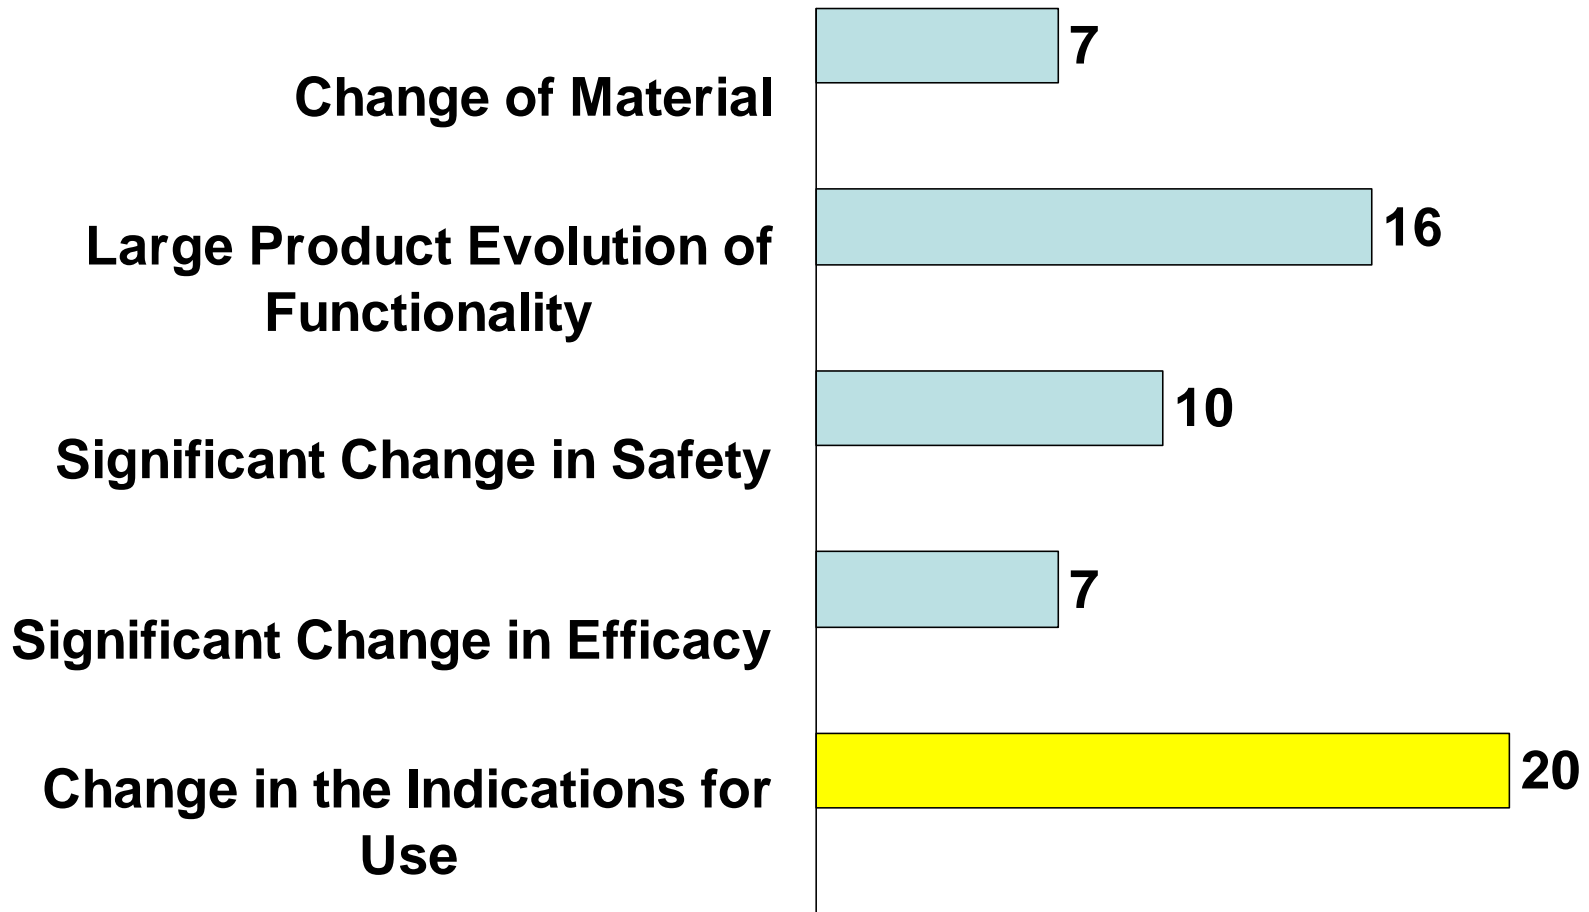 7
Change of Material
16
Large Product Evolution of
Functionality
10
Significant Change in Safety
7
Significant Change in Efficacy
20
Change in the Indications for
Use